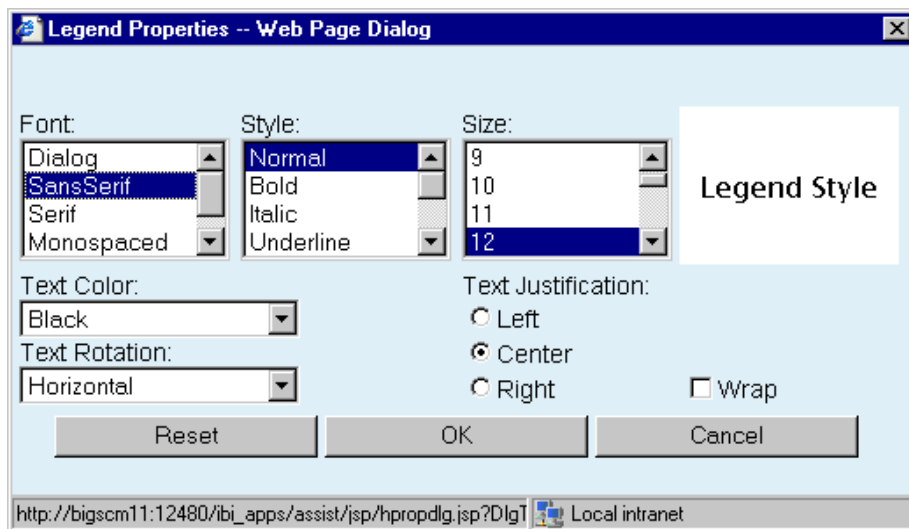 Legend Properties -- Web Page Dialog
Font:
Style:
Size:
Dialog
SansSerif
Serif
Monospaced
Normal
Bold
Italic
Underline
9
10
11
12
Legend Style
Text Color:
Black
Text Rotation:
Horizontal
Text Justification:
Left
Center
Right
Wrap
Reset
OK
Cancel
http://bigscm11:12480/ibi_apps/assist/jsp/hpropdlg.jsp?DlgT
Local intranet